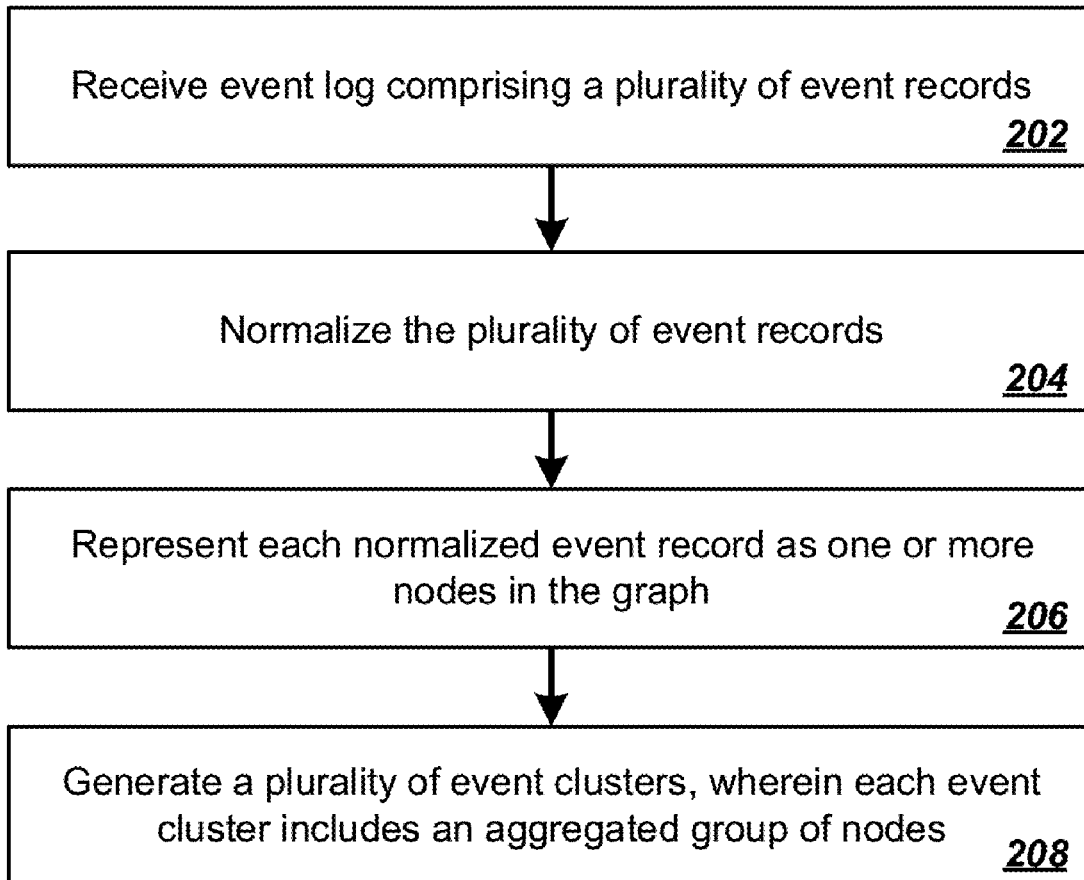 Receive event log comprising a plurality of event records
202
Normalize the plurality of event records
204
Represent each normalized event record as one or more
nodes in the graph
206
Generate a plurality of event clusters, wherein each event
cluster includes an aggregated group of nodes
208